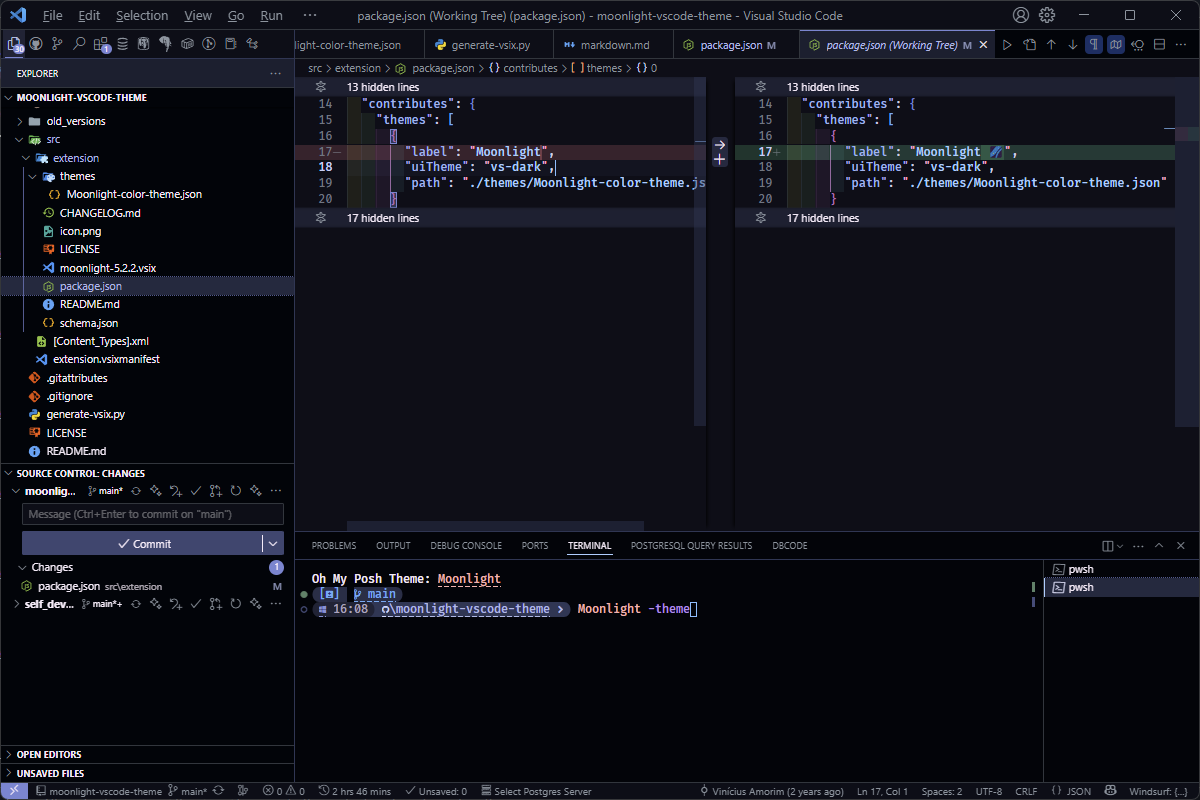 File Edit Selection View Go Run ··· package.json (Working Tree) (package.json) - moonlight-vscode-theme - Visual Studio Code
30 1 light-color-theme.json generate-vsix.py markdown.md package.json M package.json (Working Tree) M
EXPLORER ···
src > extension > package.json > {} contributes > [ ] themes > {} 0
MOONLIGHT-VSCODE-THEME
old_versions
src
extension
themes
Moonlight-color-theme.json
CHANGELOG.md
icon.png
LICENSE
moonlight-5.2.2.vsix
package.json
README.md
schema.json
[Content_Types].xml
extension.vsixmanifest
.gitattributes
.gitignore
generate-vsix.py
LICENSE
README.md
13 hidden lines
14 "contributes": {
15 "themes": [
16 {
17− "label": "Moonlight",
18 "uiTheme": "vs-dark",
19 "path": "./themes/Moonlight-color-theme.js
20 }
17 hidden lines
13 hidden lines
14 "contributes": {
15 "themes": [
16 {
17+ "label": "Moonlight 🌌",
18 "uiTheme": "vs-dark",
19 "path": "./themes/Moonlight-color-theme.json"
20 }
17 hidden lines
SOURCE CONTROL: CHANGES
moonlig... main*
Message (Ctrl+Enter to commit on "main")
Commit
Changes 1
package.json src\extension M
self_dev... main*+
OPEN EDITORS
UNSAVED FILES
PROBLEMS OUTPUT DEBUG CONSOLE PORTS TERMINAL POSTGRESQL QUERY RESULTS DBCODE
Oh My Posh Theme: Moonlight
main
16:08 \moonlight-vscode-theme > Moonlight -theme
pwsh
pwsh
moonlight-vscode-theme main* 0 0 2 hrs 46 mins Unsaved: 0 Select Postgres Server Vinícius Amorim (2 years ago) Ln 17, Col 1 Spaces: 2 UTF-8 CRLF {} JSON Windsurf: {...}